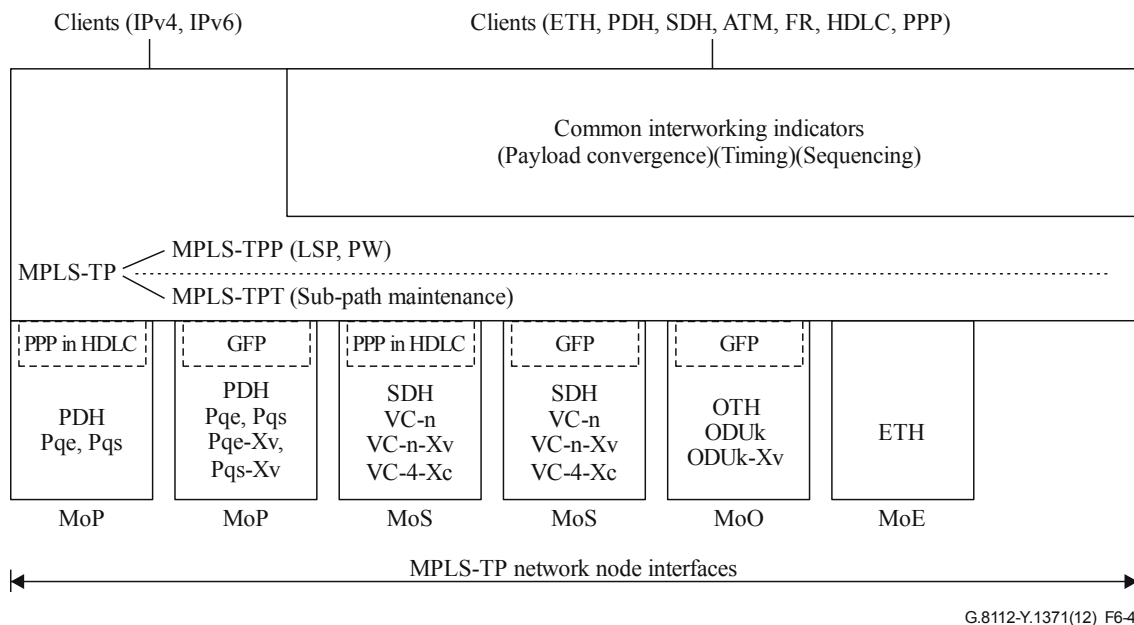 Clients (IPv4, IPv6)
Clients (ETH, PDH, SDH, ATM, FR, HDLC, PPP)
Common interworking indicators
(Payload convergence)(Timing)(Sequencing)
MPLS-TPP (LSP, PW)
MPLS-TP
MPLS-TPT (Sub-path maintenance)
PPP in HDLC
PDH
Pqe, Pqs
MoP
GFP
PDH
Pqe, Pqs
Pqe-Xv,
Pqs-Xv
MoP
PPP in HDLC
SDH
VC-n
VC-n-Xv
VC-4-Xc
MoS
GFP
SDH
VC-n
VC-n-Xv
VC-4-Xc
MoS
GFP
OTH
ODUk
ODUk-Xv
MoO
ETH
MoE
MPLS-TP network node interfaces
G.8112-Y.1371(12)_F6-4